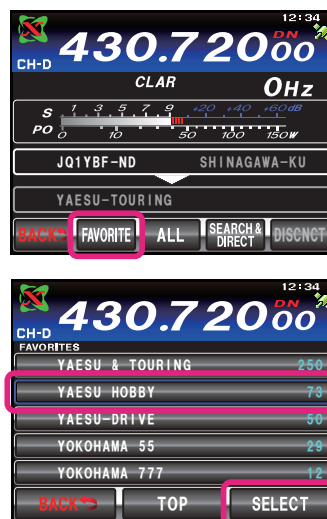 12:34
DN
CH-D 430.72000
CLAR 0Hz
S 1 3 5 7 9 +20 +40 +60dB
PO 0 10 50 100 150W
JQ1YBF-ND SHINAGAWA-KU
YAESU-TOURING
BACK FAVORITE ALL SEARCH & DIRECT DISCNCT
12:34
DN
CH-D 430.72000
FAVORITES
YAESU & TOURING 250
YAESU HOBBY 73
YAESU-DRIVE 50
YOKOHAMA 55 29
YOKOHAMA 777 12
BACK TOP SELECT